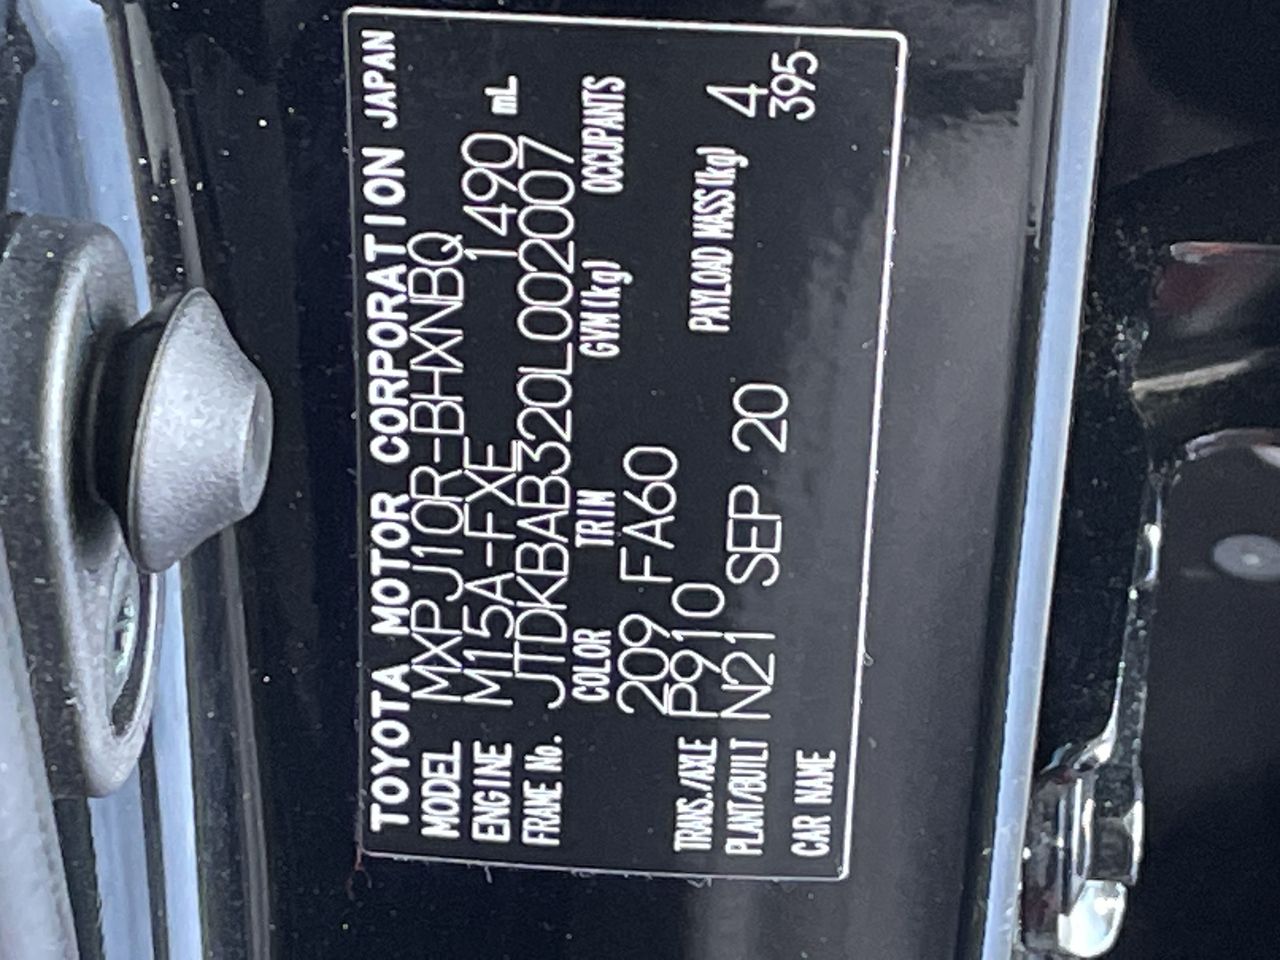 TOYOTA MOTOR CORPORATION JAPAN
MODEL MXPJ10R-BHXNBQ
ENGINE M15A-FXE 1490 mL
FRAME No. JTDKBAB320L002007
COLOR TRIM GVM(kg) OCCUPANTS
209 FA60
TRANS./AXLE P910 PAYLOAD MASS(kg) 4
PLANT/BUILT N21 SEP 20 395
CAR NAME